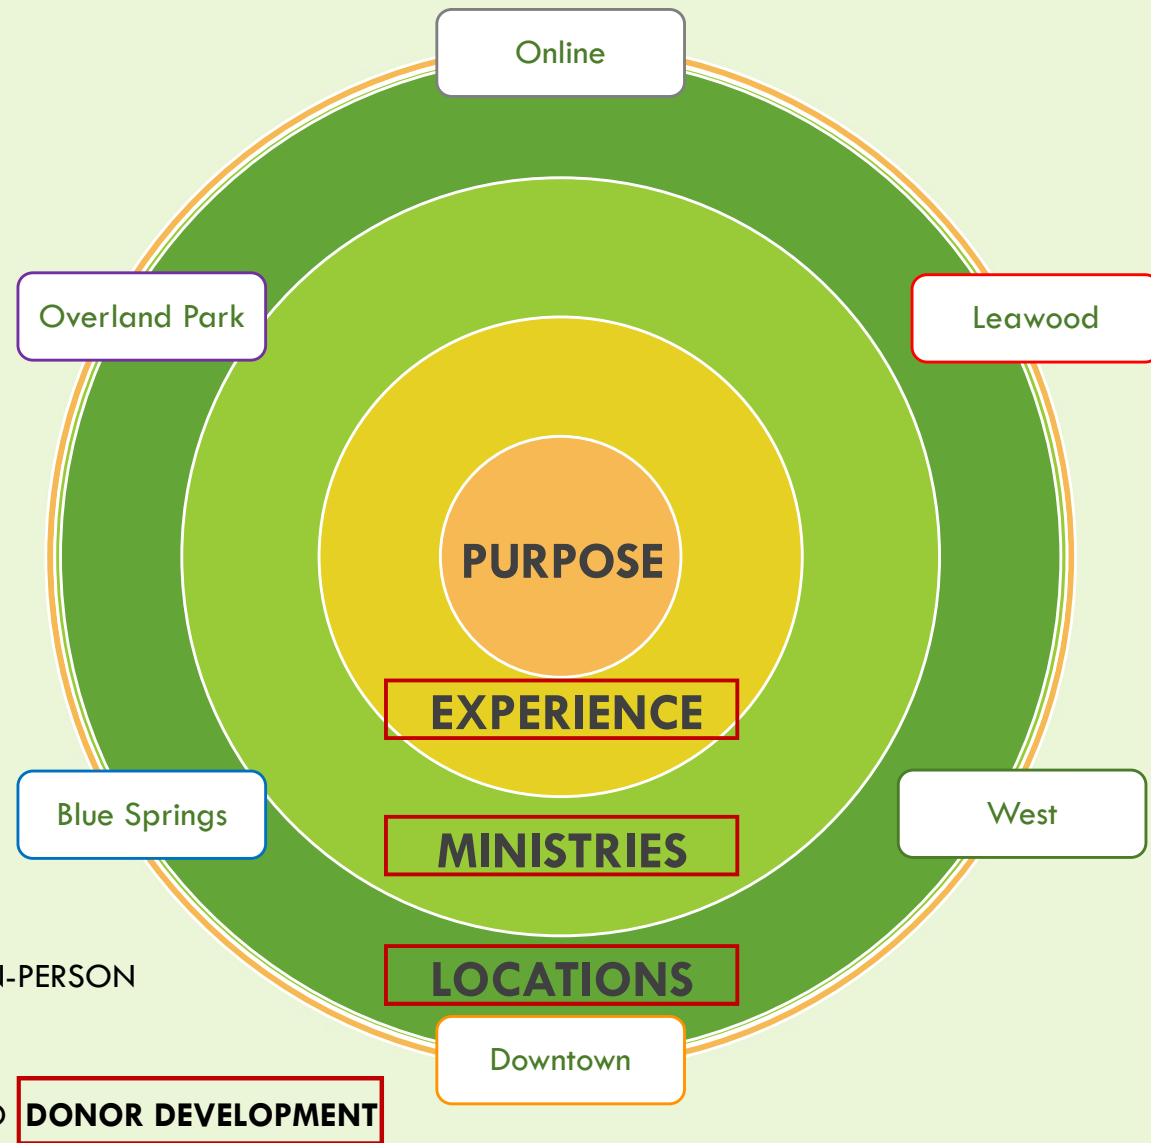 Online
Overland Park
Leawood
PURPOSE
EXPERIENCE
Blue Springs
West
MINISTRIES
N-PERSON
LOCATIONS
Downtown
DONOR DEVELOPMENT